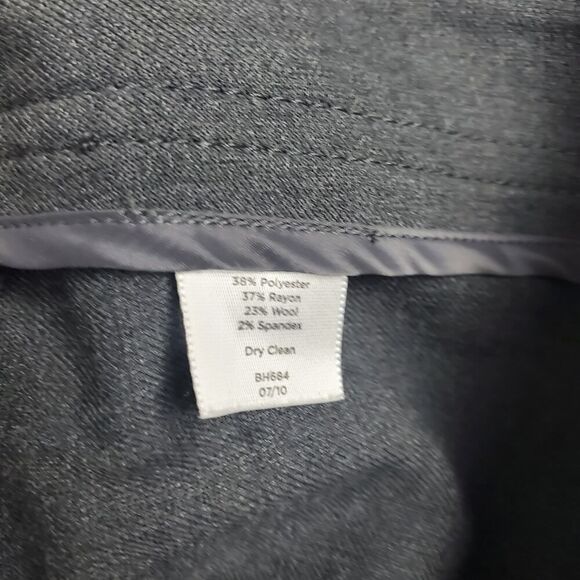 38% Polyester
37% Rayon
23% Wool
2% Spandex
Dry Clean
BH684
07/10